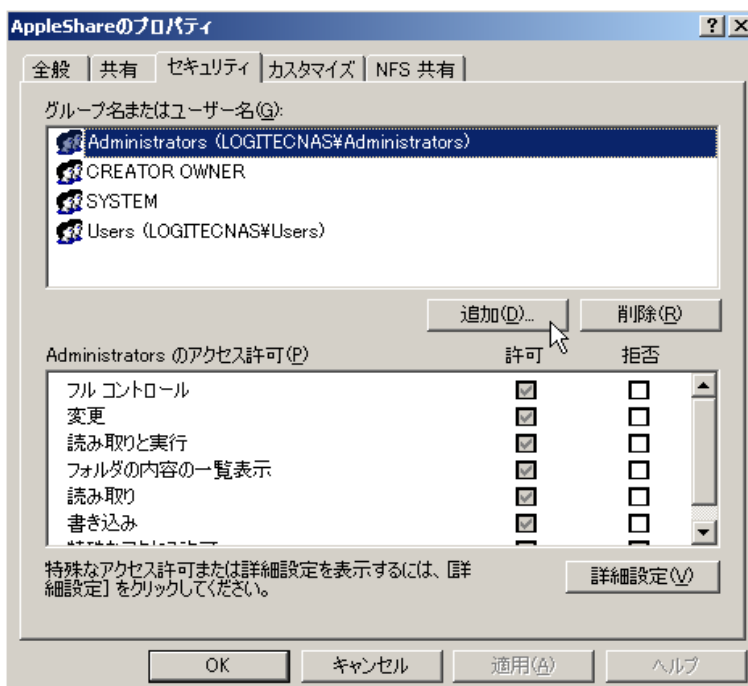 AppleShareのプロパティ
全般 共有 セキュリティ カスタマイズ NFS 共有
グループ名またはユーザー名(G):
Administrators (LOGITECNAS¥Administrators)
CREATOR OWNER
SYSTEM
Users (LOGITECNAS¥Users)
追加(D)... 削除(R)
Administrators のアクセス許可(P) 許可 拒否
フル コントロール
変更
読み取りと実行
フォルダの内容の一覧表示
読み取り
書き込み
特殊なアクセス許可または詳細設定を表示するには、[詳
細設定] をクリックしてください。
詳細設定(V)
OK キャンセル 適用(A) ヘルプ